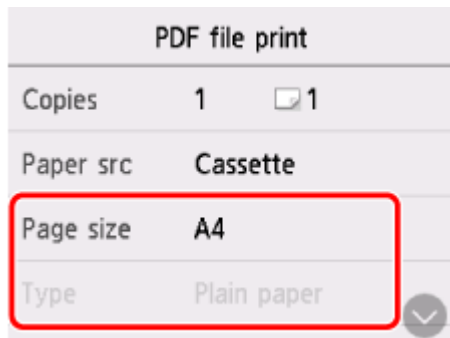 PDF file print
Copies 1 1
Paper src Cassette
Page size A4
Type Plain paper